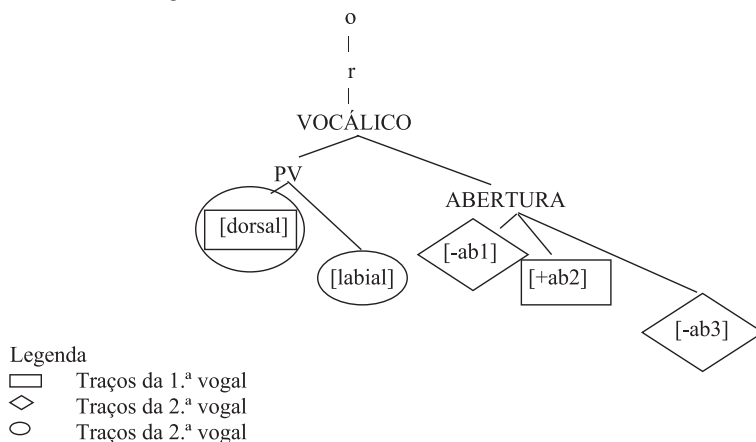 o
r
VOCÁLICO
PV
ABERTURA
[dorsal]
[-ab1]
[labial]
[+ab2]
[-ab3]
Legenda
Traços da 1.ª vogal
Traços da 2.ª vogal
Traços da 2.ª vogal